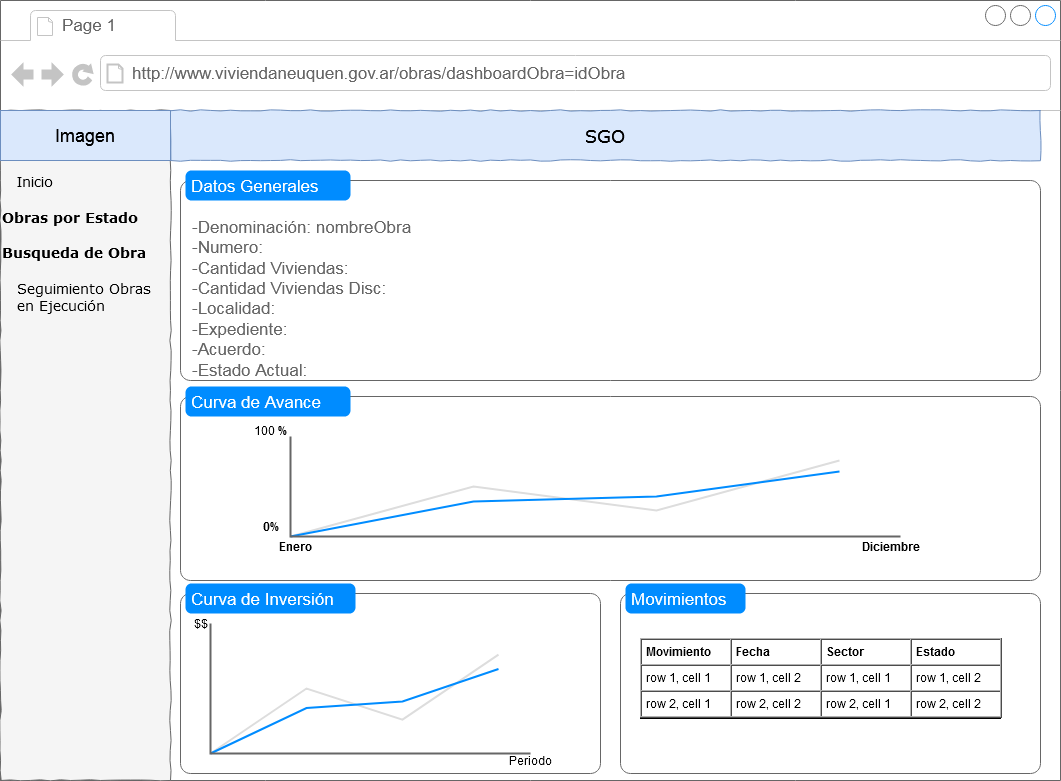 Page 1
http://www.viviendaneuquen.gov.ar/obras/dashboardObra=idObra
Imagen
SGO
Inicio
Obras por Estado
Busqueda de Obra
Seguimiento Obras
en Ejecución
Datos Generales
-Denominación: nombreObra
-Numero:
-Cantidad Viviendas:
-Cantidad Viviendas Disc:
-Localidad:
-Expediente:
-Acuerdo:
-Estado Actual:
Curva de Avance
100 %
0%
Enero
Diciembre
Curva de Inversión
$$
Periodo
Movimientos
Movimiento Fecha Sector Estado
row 1, cell 1 row 1, cell 2 row 1, cell 1 row 1, cell 2
row 2, cell 1 row 2, cell 2 row 2, cell 1 row 2, cell 2